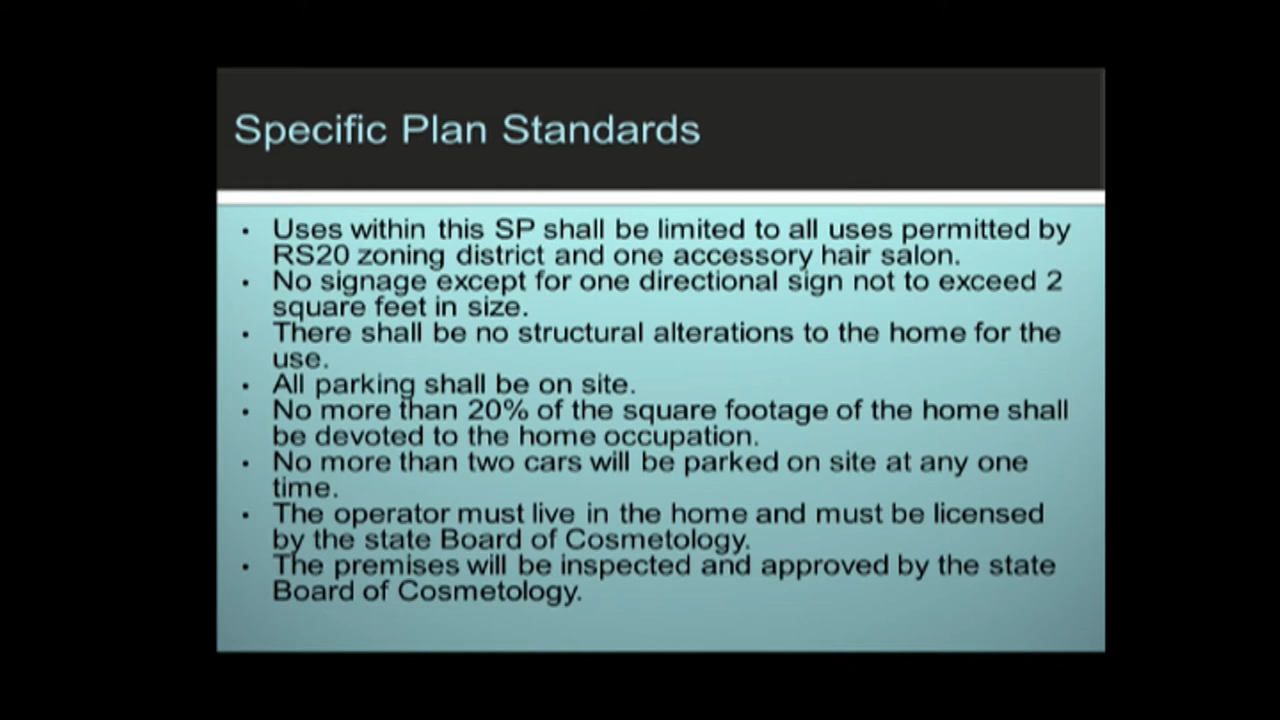 Specific Plan Standards
• Uses within this SP shall be limited to all uses permitted by
RS20 zoning district and one accessory hair salon.
• No signage except for one directional sign not to exceed 2
square feet in size.
• There shall be no structural alterations to the home for the
use.
• All parking shall be on site.
• No more than 20% of the square footage of the home shall
be devoted to the home occupation.
• No more than two cars will be parked on site at any one
time.
• The operator must live in the home and must be licensed
by the state Board of Cosmetology.
• The premises will be inspected and approved by the state
Board of Cosmetology.